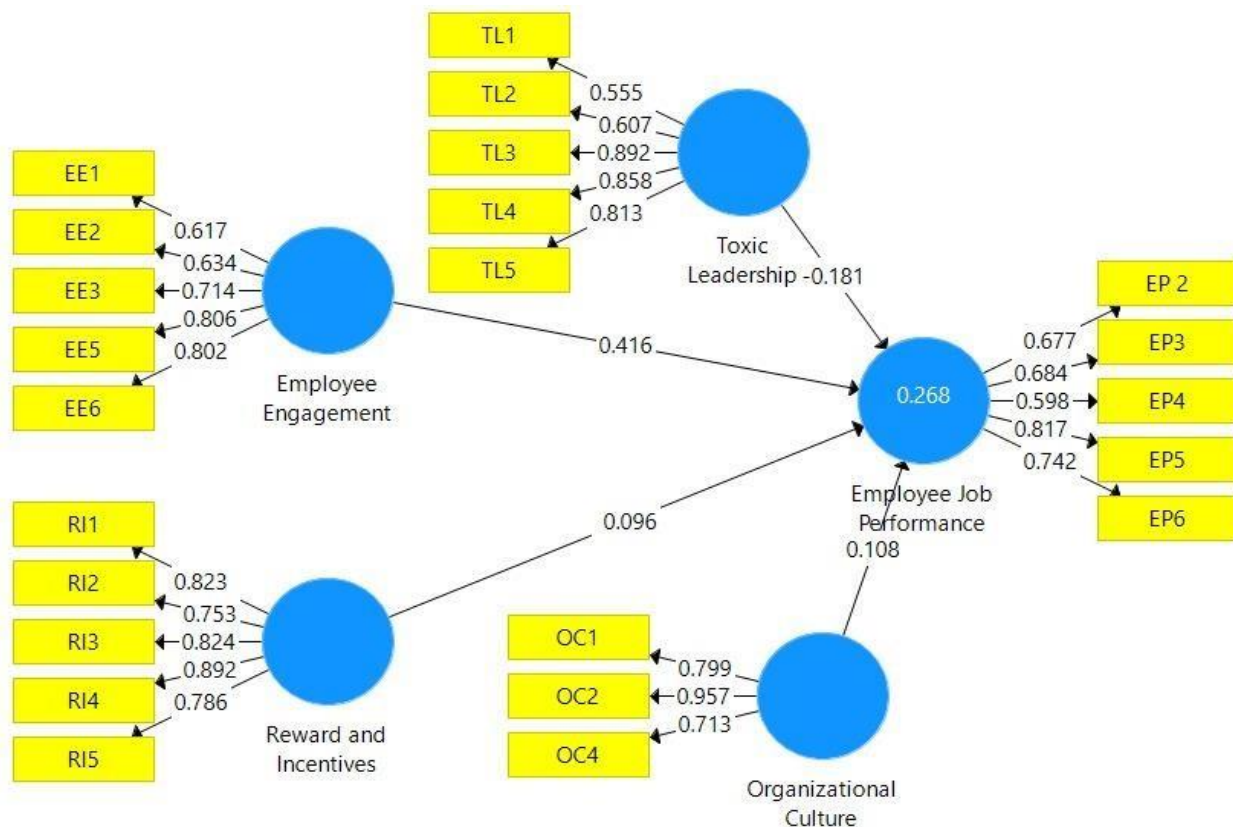 TL1
TL2
TL3
TL4
TL5
0.555
0.607
0.892
0.858
0.813
Toxic
Leadership
-0.181
EE1
EE2
EE3
EE5
EE6
0.617
0.634
0.714
0.806
0.802
Employee
Engagement
0.416
EP 2
EP3
EP4
EP5
EP6
0.677
0.684
0.598
0.817
0.742
0.268
Employee Job
Performance
RI1
RI2
RI3
RI4
RI5
0.823
0.753
0.824
0.892
0.786
Reward and
Incentives
0.096
0.108
OC1
OC2
OC4
0.799
0.957
0.713
Organizational
Culture